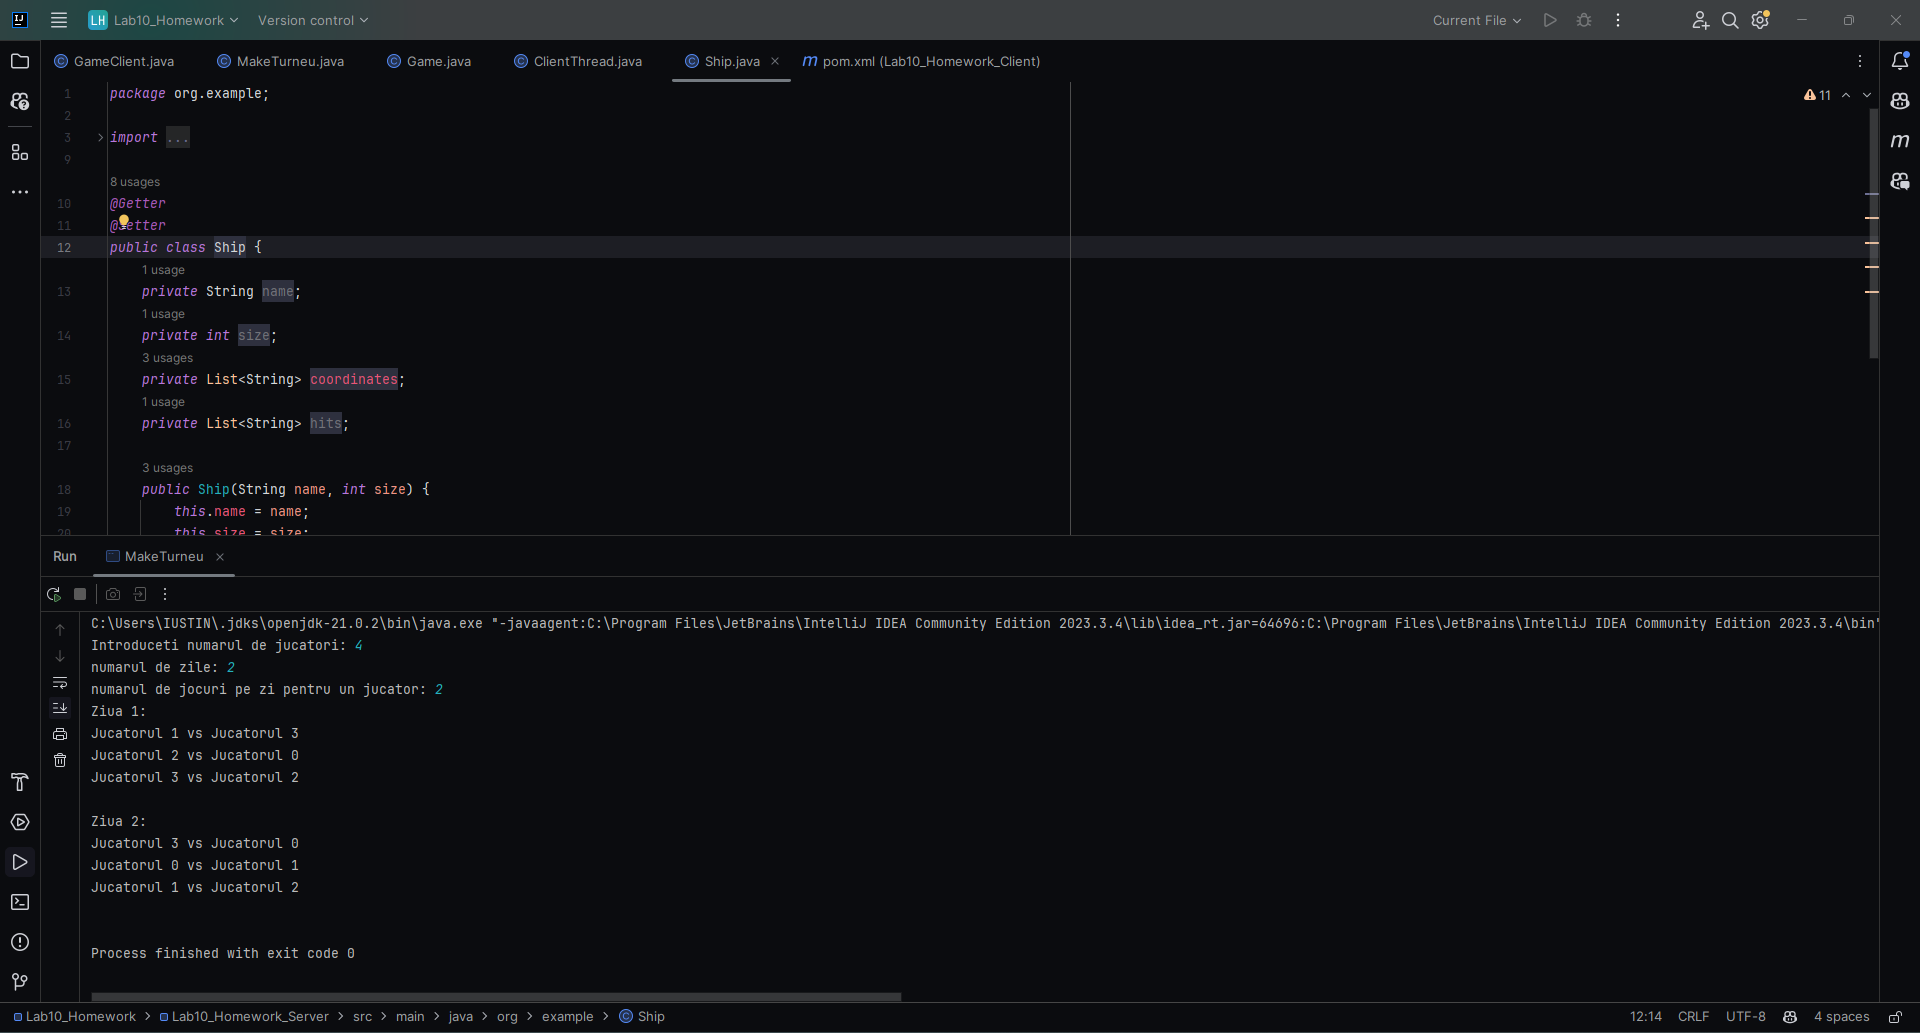 LH Lab10_Homework Version control Current File
GameClient.java MakeTurneu.java Game.java ClientThread.java Ship.java pom.xml (Lab10_Homework_Client)
11
1 package org.example;
2
3 import ...
9
8 usages
10 @Getter
11 @Setter
12 public class Ship {
1 usage
13 private String name;
1 usage
14 private int size;
3 usages
15 private List<String> coordinates;
1 usage
16 private List<String> hits;
17
3 usages
18 public Ship(String name, int size) {
19 this.name = name;
20 this.size = size;
Run MakeTurneu
C:\Users\IUSTIN\.jdks\openjdk-21.0.2\bin\java.exe "-javaagent:C:\Program Files\JetBrains\IntelliJ IDEA Community Edition 2023.3.4\lib\idea_rt.jar=64696:C:\Program Files\JetBrains\IntelliJ IDEA Community Edition 2023.3.4\bin"
Introduceti numarul de jucatori: 4
numarul de zile: 2
numarul de jocuri pe zi pentru un jucator: 2
Ziua 1:
Jucatorul 1 vs Jucatorul 3
Jucatorul 2 vs Jucatorul 0
Jucatorul 3 vs Jucatorul 2
Ziua 2:
Jucatorul 3 vs Jucatorul 0
Jucatorul 0 vs Jucatorul 1
Jucatorul 1 vs Jucatorul 2
Process finished with exit code 0
Lab10_Homework > Lab10_Homework_Server > src > main > java > org > example > Ship 12:14 CRLF UTF-8 4 spaces